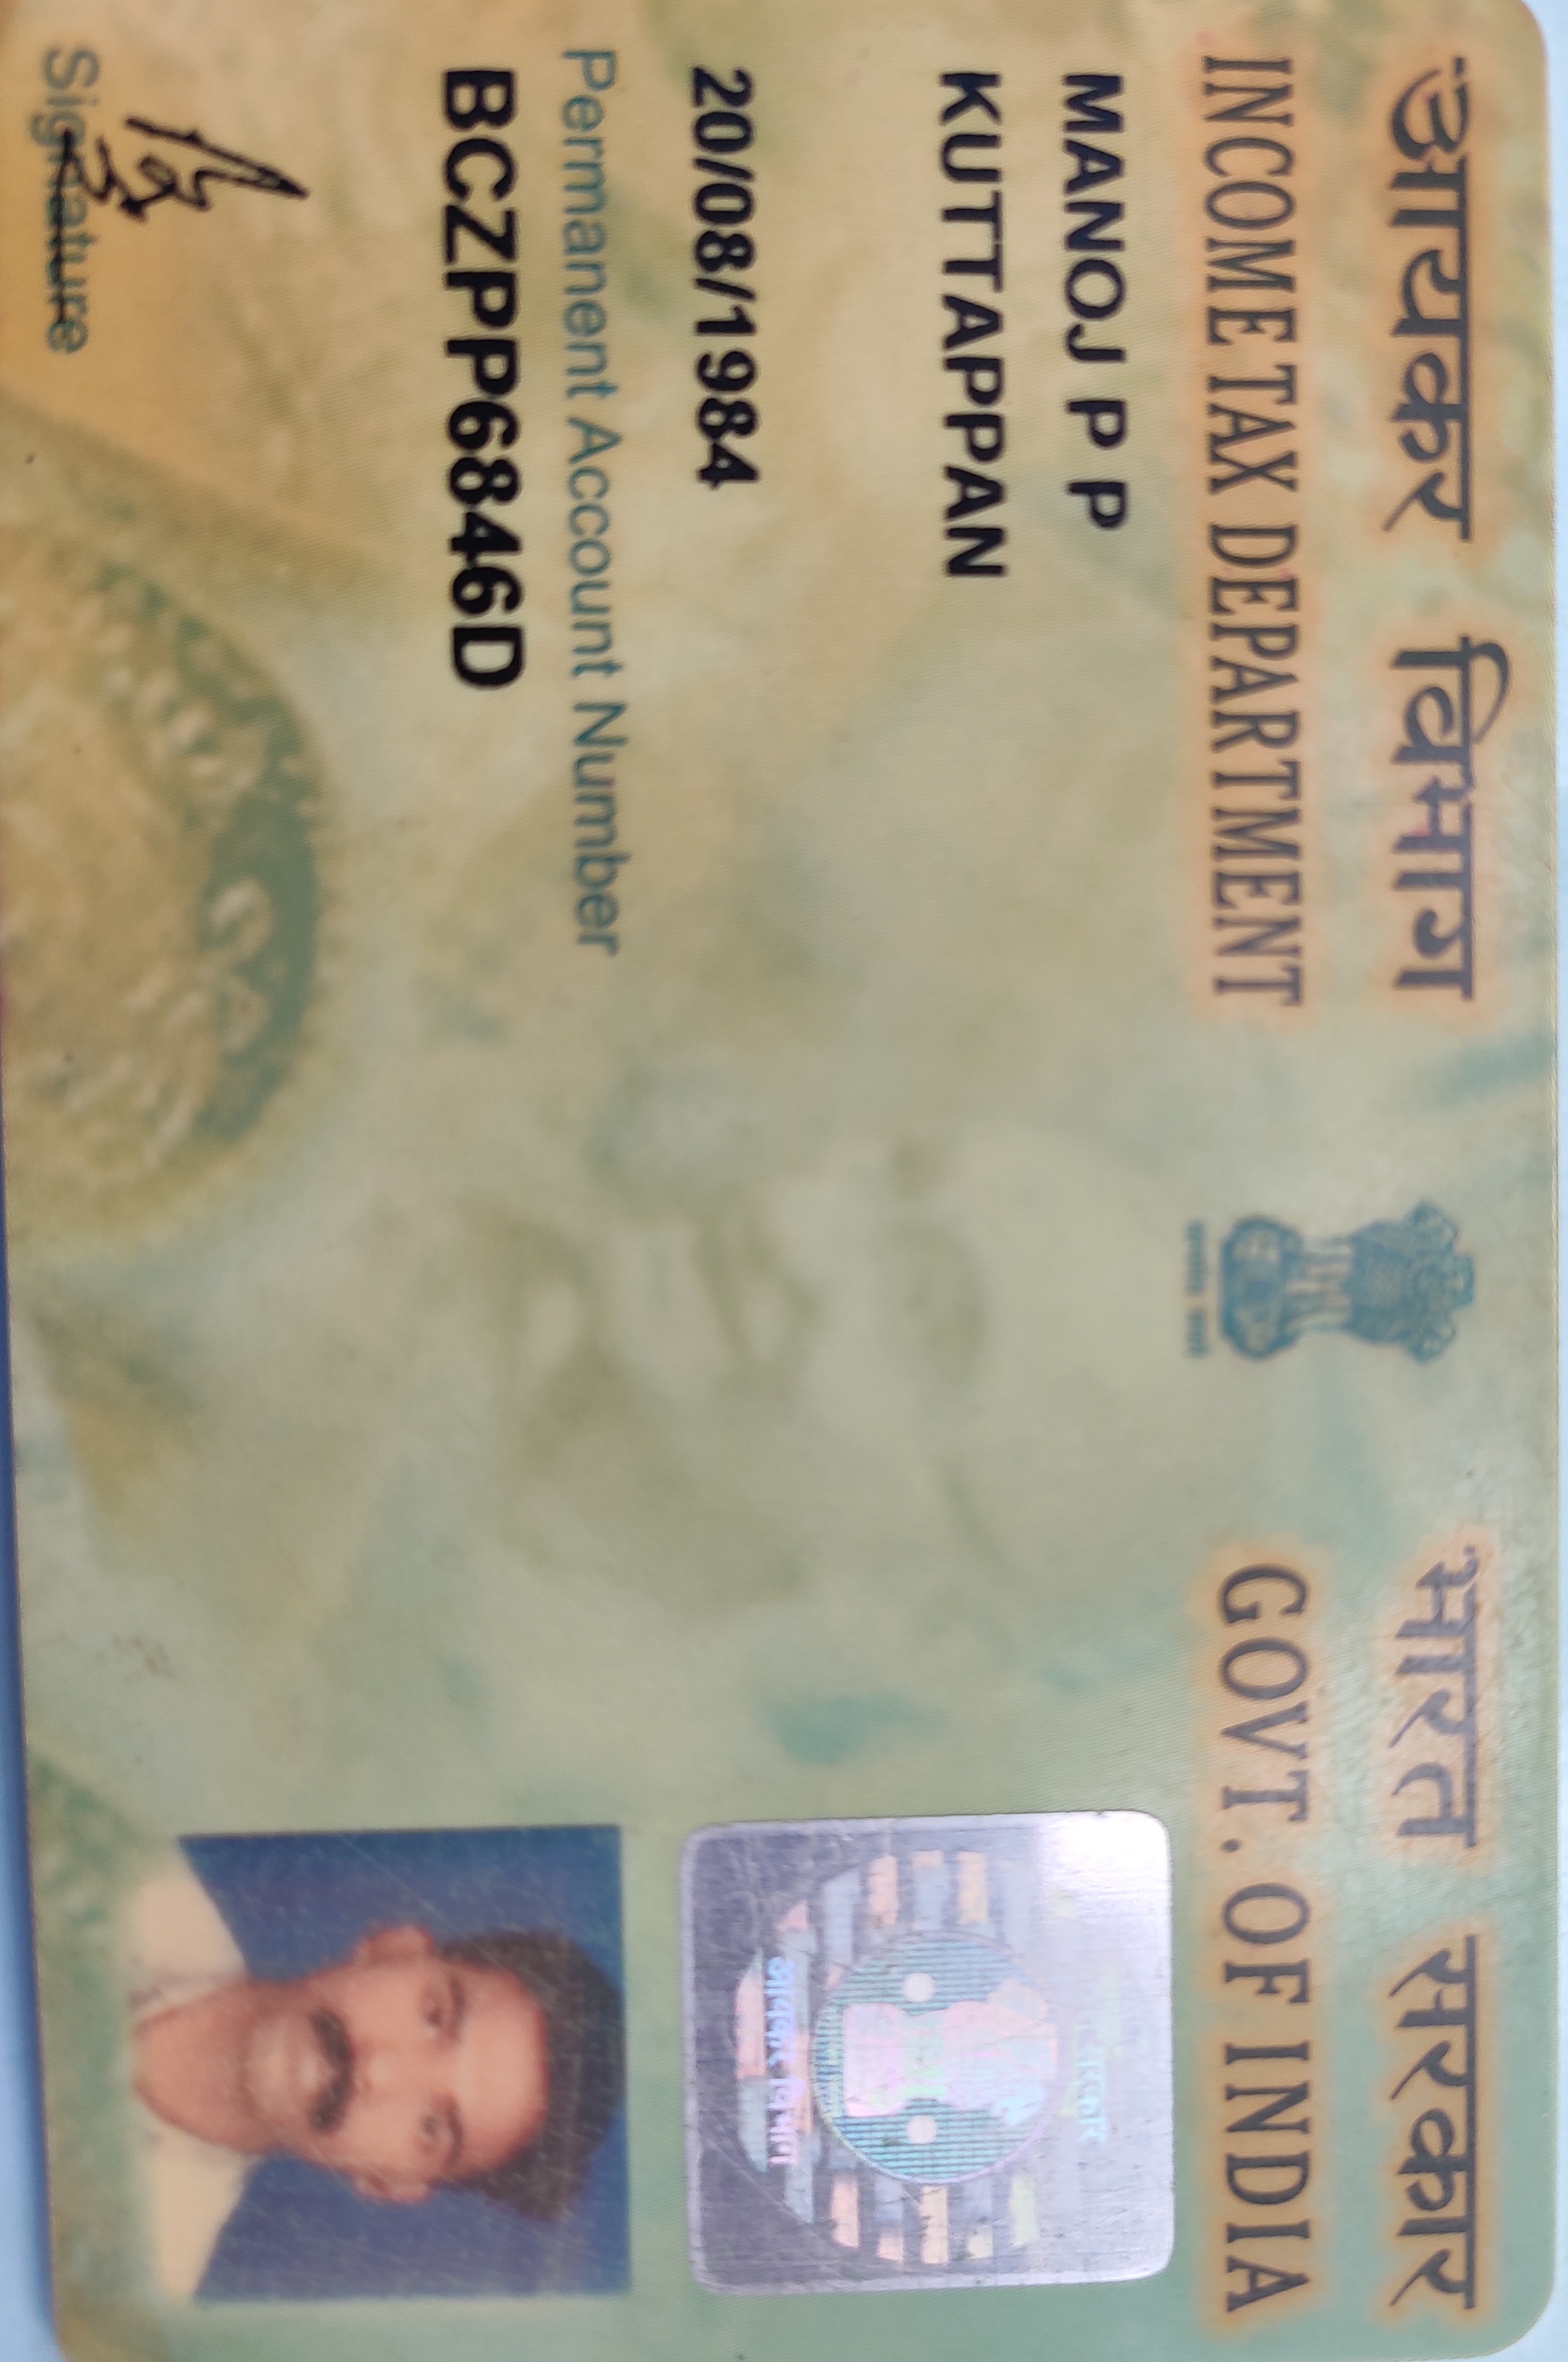 आयकर विभाग
INCOME TAX DEPARTMENT
भारत सरकार
GOVT. OF INDIA
MANOJ P P
KUTTAPPAN
20/08/1984
Permanent Account Number
BCZPP6846D
Signature
आयकर विभाग